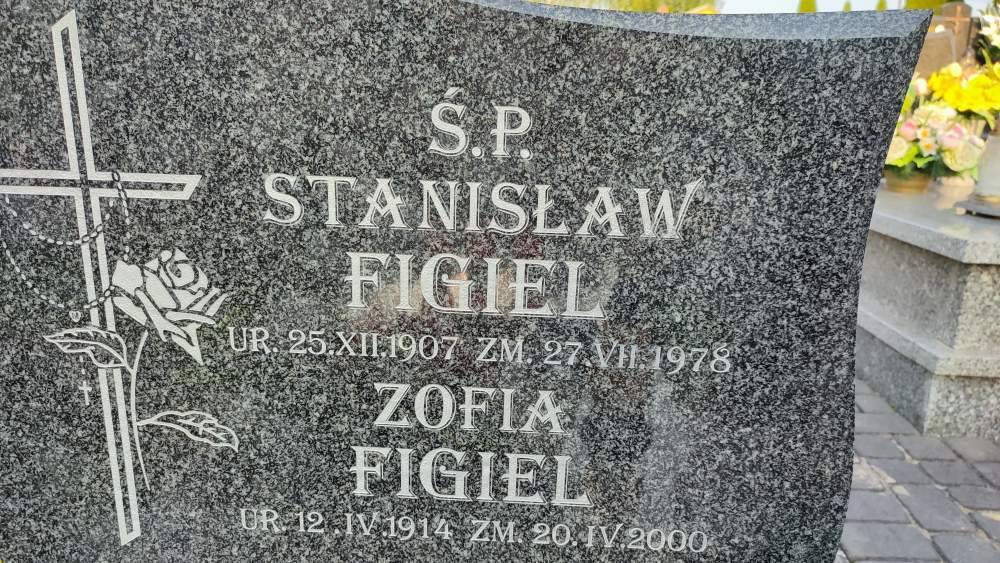 Ś.P.
STANISŁAW
FIGIEL
UR. 25.XII.1907 ZM. 27.VII.1978
ZOFIA
FIGIEL
UR. 12.IV.1914 ZM. 20.IV.2000